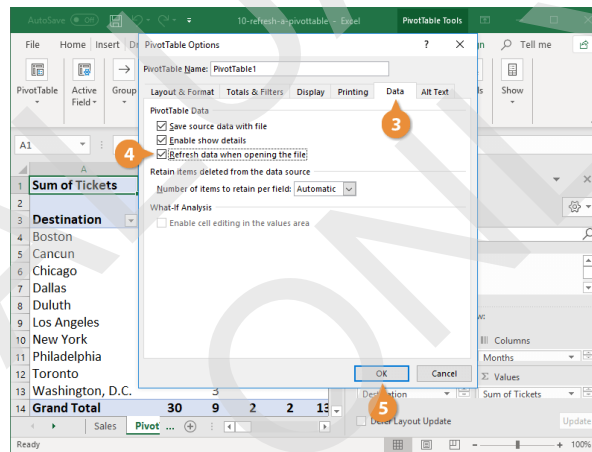 AutoSave Off 10-refresh-a-pivottable - Excel PivotTable Tools
File Home Insert Tell me
PivotTable Active Field Group Show
PivotTable Options ? ×
PivotTable Name: PivotTable1
Layout & Format Totals & Filters Display Printing Data Alt Text
3
PivotTable Data
Save source data with file
Enable show details
4 Refresh data when opening the file
Retain items deleted from the data source
Number of items to retain per field: Automatic
What-If Analysis
Enable cell editing in the values area
OK Cancel
5
A1
A
1 Sum of Tickets
2
3 Destination
4 Boston
5 Cancun
6 Chicago
7 Dallas
8 Duluth
9 Los Angeles
10 New York
11 Philadelphia
12 Toronto
13 Washington, D.C. 3
14 Grand Total 30 9 2 2 13
Columns
Months
Σ Values
Sum of Tickets
Defer Layout Update Update
Sales Pivot ...
Ready 100%